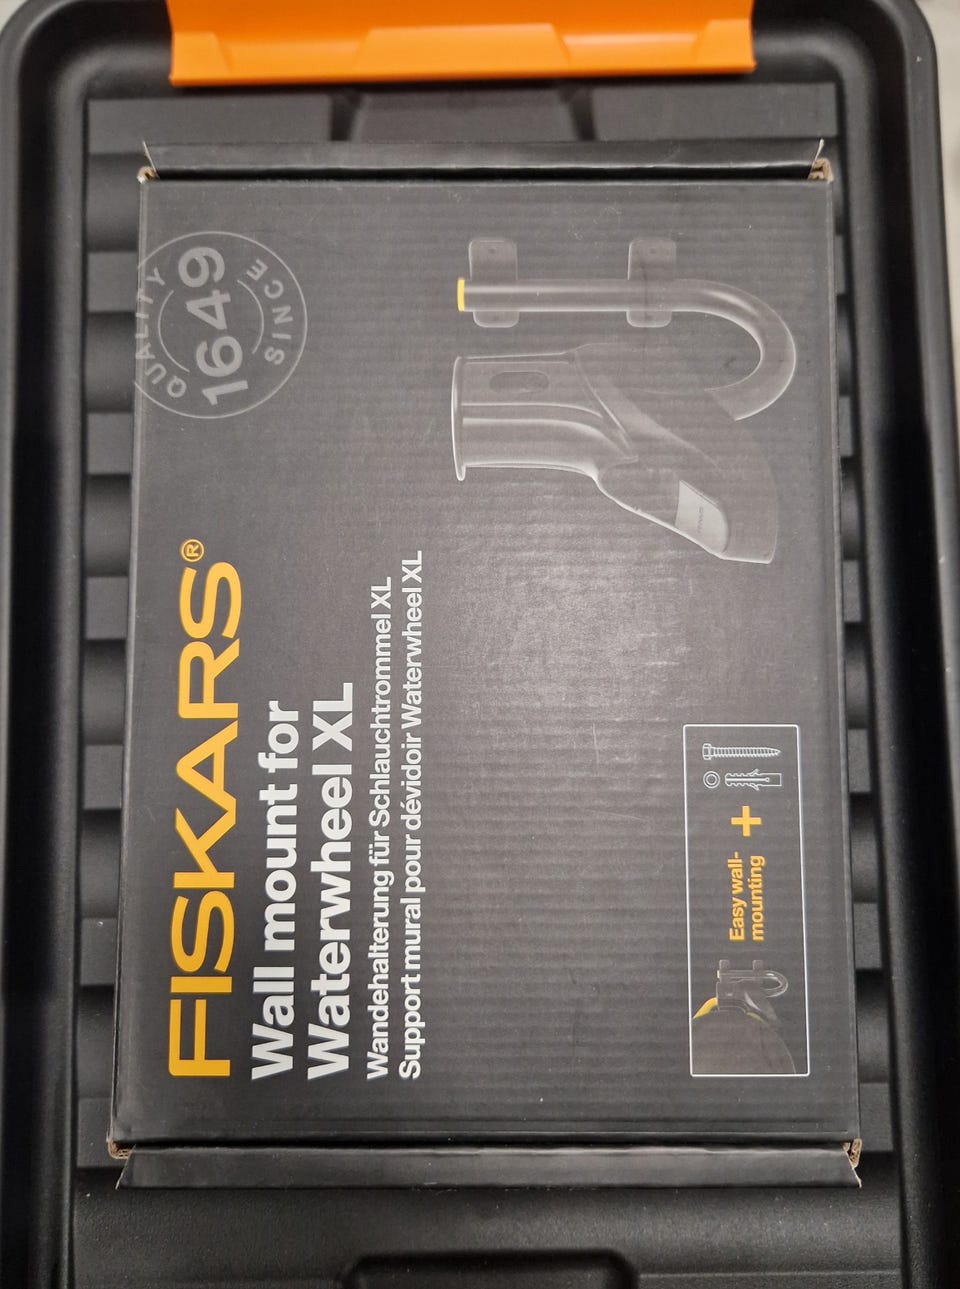 FISKARS®
Wall mount for
Waterwheel XL
Wandehalterung für Schlauchtrommel XL
Support mural pour dévidoir Waterwheel XL
QUALITY
1649
SINCE
Easy wall-
mounting
+